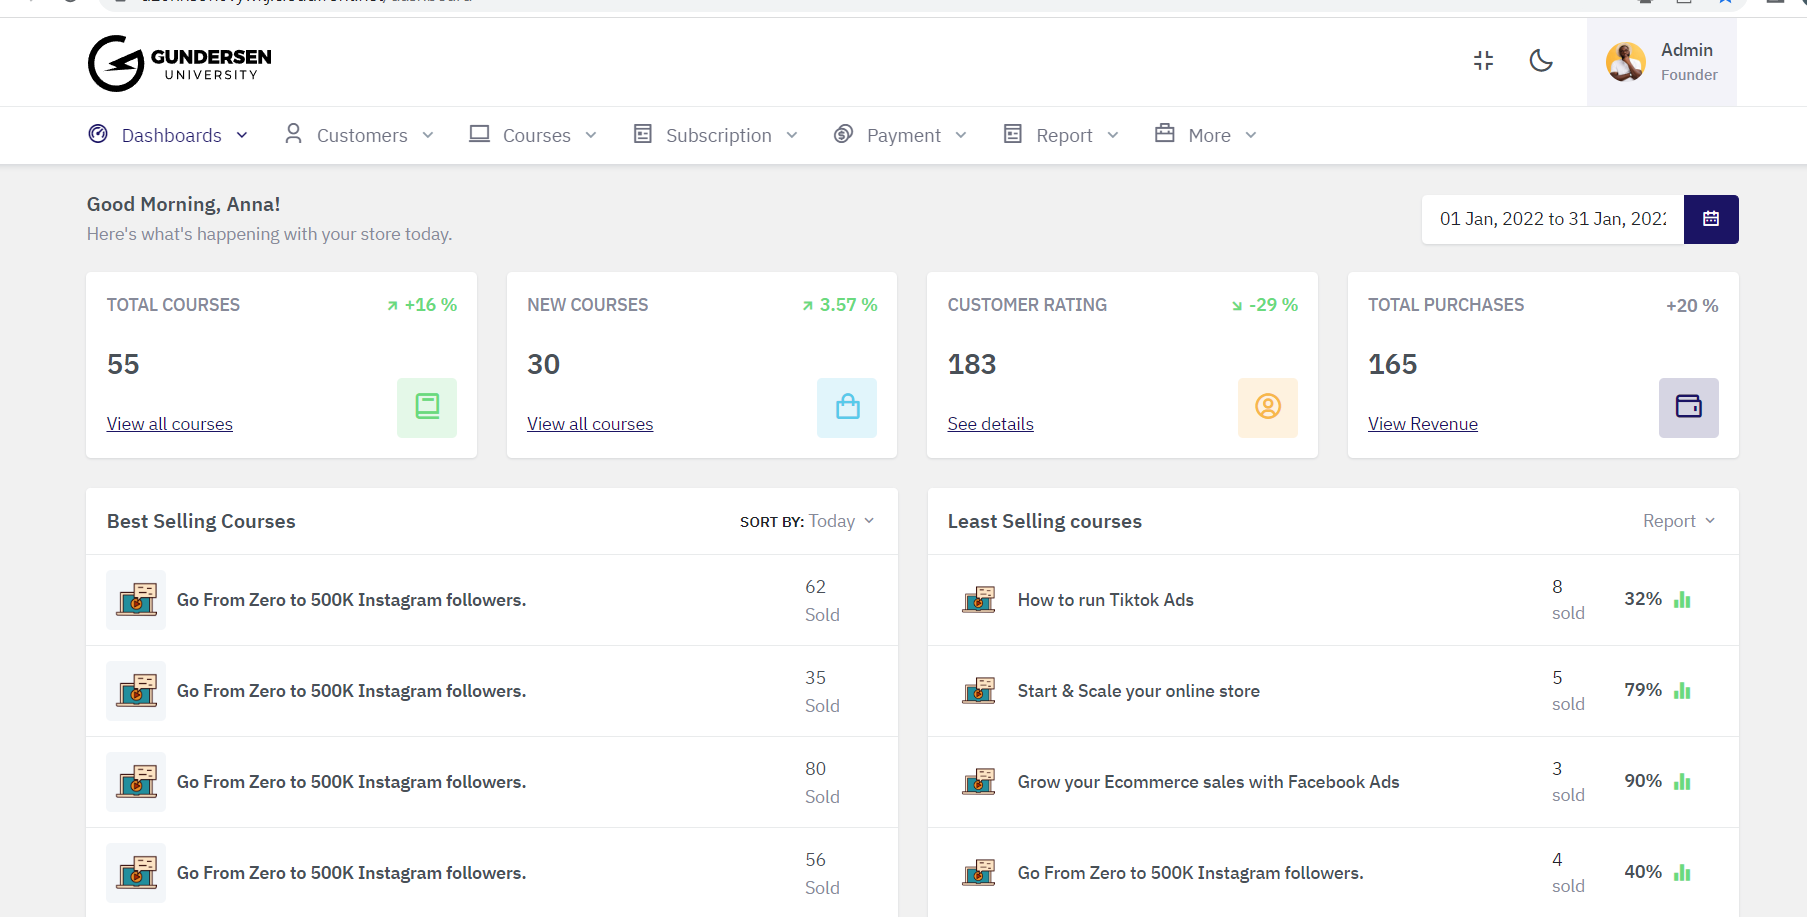 GUNDERSEN
UNIVERSITY
Admin
Founder
Dashboards
Customers
Courses
Subscription
Payment
Report
More
Good Morning, Anna!
Here's what's happening with your store today.
01 Jan, 2022 to 31 Jan, 2022
TOTAL COURSES
+16 %
55
View all courses
NEW COURSES
3.57 %
30
View all courses
CUSTOMER RATING
-29 %
183
See details
TOTAL PURCHASES
+20 %
165
View Revenue
Best Selling Courses
SORT BY: Today
Go From Zero to 500K Instagram followers.
62
Sold
Go From Zero to 500K Instagram followers.
35
Sold
Go From Zero to 500K Instagram followers.
80
Sold
Go From Zero to 500K Instagram followers.
56
Sold
Least Selling courses
Report
How to run Tiktok Ads
8
sold
32%
Start & Scale your online store
5
sold
79%
Grow your Ecommerce sales with Facebook Ads
3
sold
90%
Go From Zero to 500K Instagram followers.
4
sold
40%